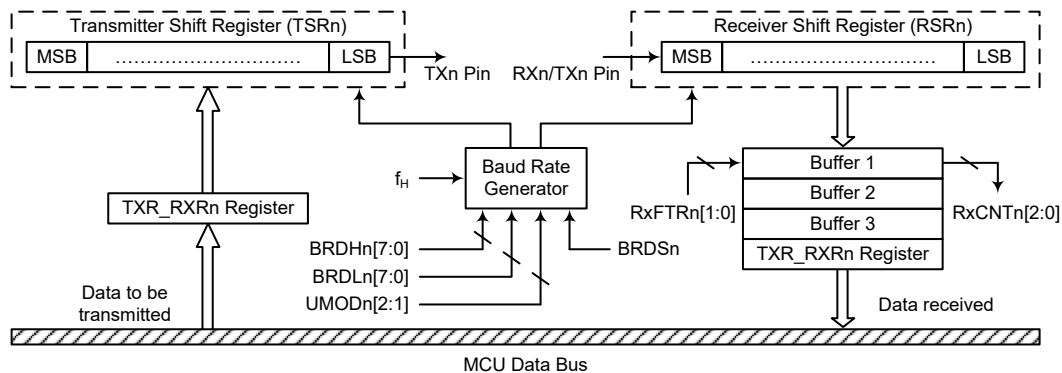 Transmitter Shift Register (TSRn)
MSB ………………………… LSB
TXn Pin
Receiver Shift Register (RSRn)
RXn/TXn Pin
MSB ………………………… LSB
fH
Baud Rate
Generator
TXR_RXRn Register
BRDHn[7:0]
BRDLn[7:0]
UMODn[2:1]
BRDSn
RxFTRn[1:0]
Buffer 1
Buffer 2
Buffer 3
TXR_RXRn Register
RxCNTn[2:0]
Data to be
transmitted
Data received
MCU Data Bus